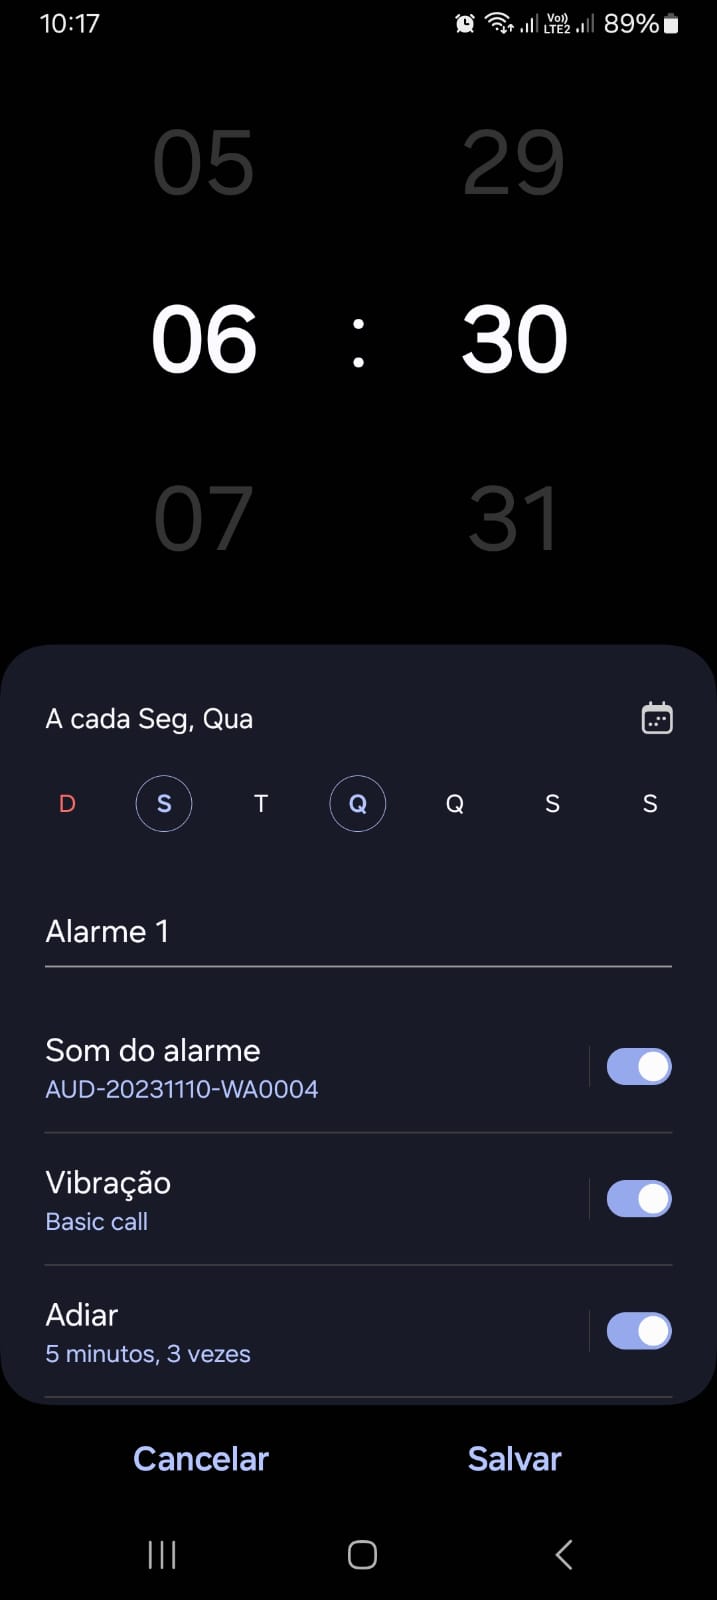 10:17 Vo)) LTE2 89%
05 29
06 : 30
07 31
A cada Seg, Qua
D S T Q Q S S
Alarme 1
Som do alarme
AUD-20231110-WA0004
Vibração
Basic call
Adiar
5 minutos, 3 vezes
Cancelar Salvar